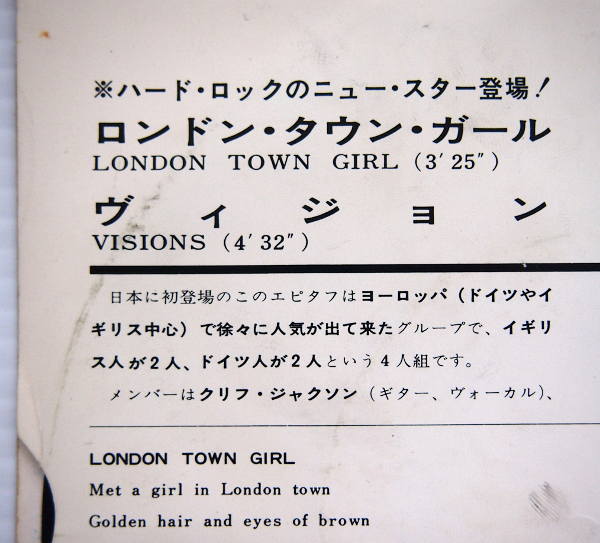 ※ハード・ロックのニュー・スター登場!
ロンドン・タウン・ガール
LONDON TOWN GIRL (3′25″)
ヴィジョン
VISIONS (4′32″)
日本に初登場のこのエピタフはヨーロッパ(ドイツやイ
ギリス中心)で徐々に人気が出て来たグループで、イギリ
ス人が2人、ドイツ人が2人という4人組です。
メンバーはクリフ・ジャクソン(ギター、ヴォーカル)、
LONDON TOWN GIRL
Met a girl in London town
Golden hair and eyes of brown